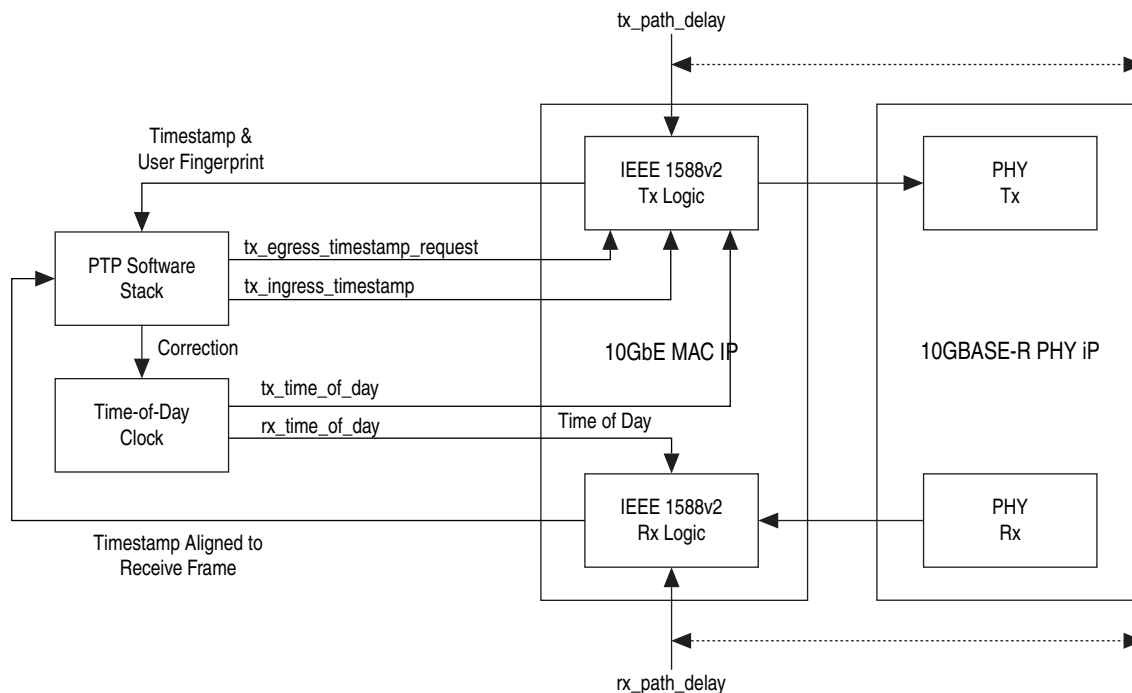 tx_path_delay
Timestamp &
User Fingerprint
IEEE 1588v2
Tx Logic
PHY
Tx
tx_egress_timestamp_request
PTP Software
Stack
tx_ingress_timestamp
Correction
10GbE MAC IP
10GBASE-R PHY iP
tx_time_of_day
Time-of-Day
Clock
rx_time_of_day
Time of Day
IEEE 1588v2
Rx Logic
PHY
Rx
Timestamp Aligned to
Receive Frame
rx_path_delay